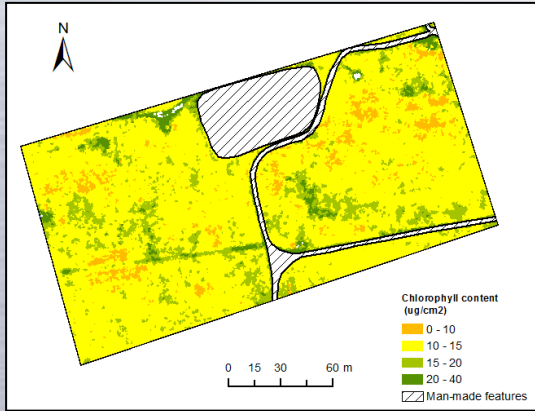 N
Chlorophyll content
(ug/cm2)
0 - 10
10 - 15
15 - 20
20 - 40
Man-made features
0 15 30 60 m